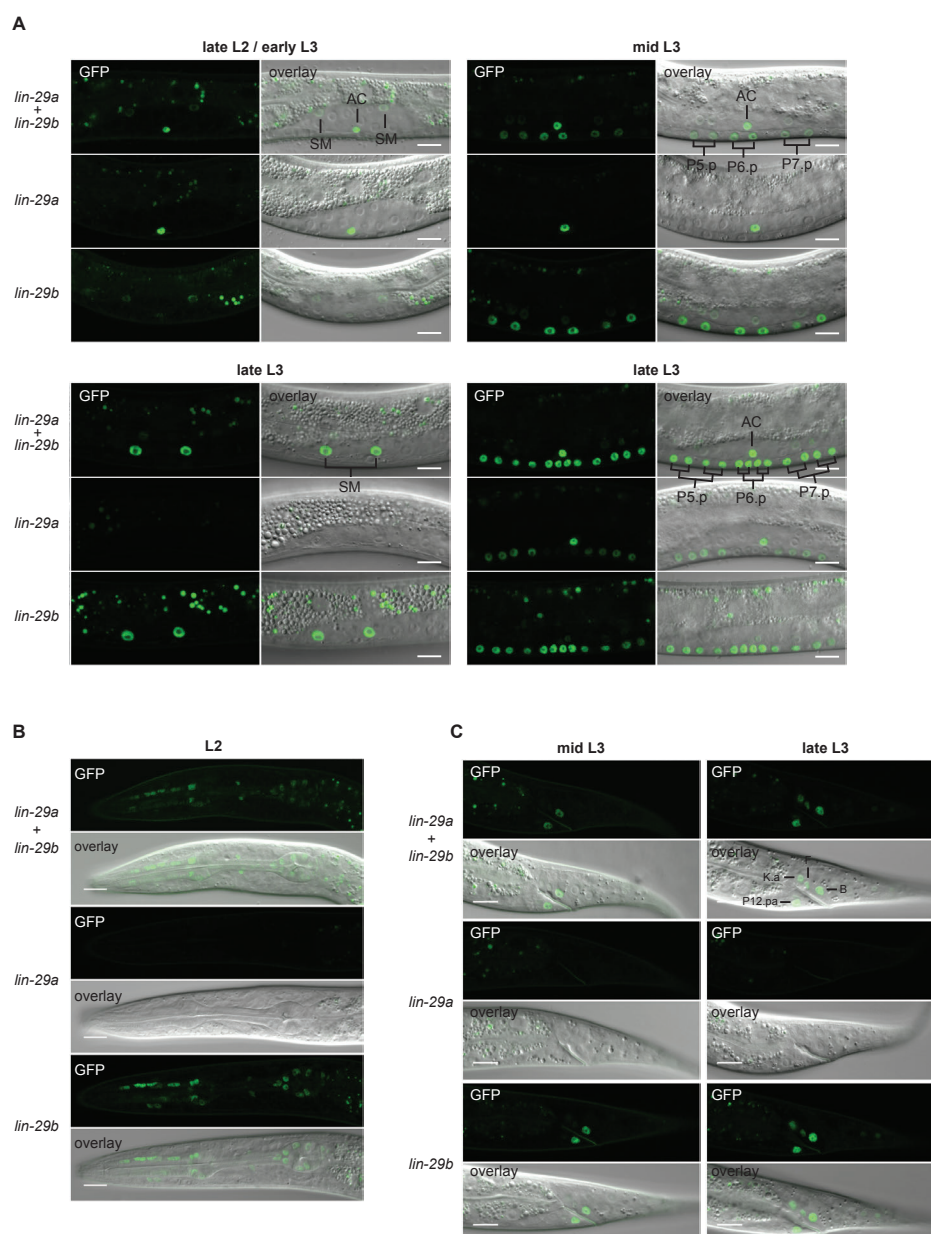 A
late L2 / early L3
mid L3
GFP
overlay
GFP
overlay
lin-29a
+
lin-29b
AC
SM
SM
AC
P5.p
P6.p
P7.p
lin-29a
lin-29b
late L3
late L3
GFP
overlay
GFP
overlay
lin-29a
+
lin-29b
SM
AC
P5.p
P6.p
P7.p
lin-29a
lin-29b
B
L2
GFP
lin-29a
+
lin-29b
overlay
GFP
lin-29a
overlay
GFP
lin-29b
overlay
C
mid L3
late L3
GFP
GFP
lin-29a
+
lin-29b
overlay
overlay
F
K.a
B
P12.pa
GFP
GFP
lin-29a
overlay
overlay
GFP
GFP
lin-29b
overlay
overlay